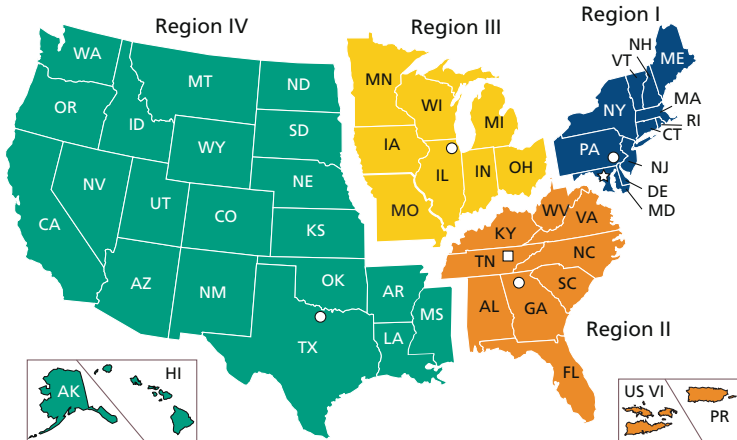 Region IV
Region III
Region I
WA
OR
ID
MT
ND
SD
WY
NE
NV
UT
CO
KS
CA
AZ
NM
OK
TX
AR
LA
MS
AK
HI
MN
WI
MI
IA
IL
IN
OH
MO
NH
VT
ME
NY
MA
RI
CT
PA
NJ
DE
MD
WV
VA
KY
TN
NC
SC
AL
GA
FL
Region II
US VI
PR